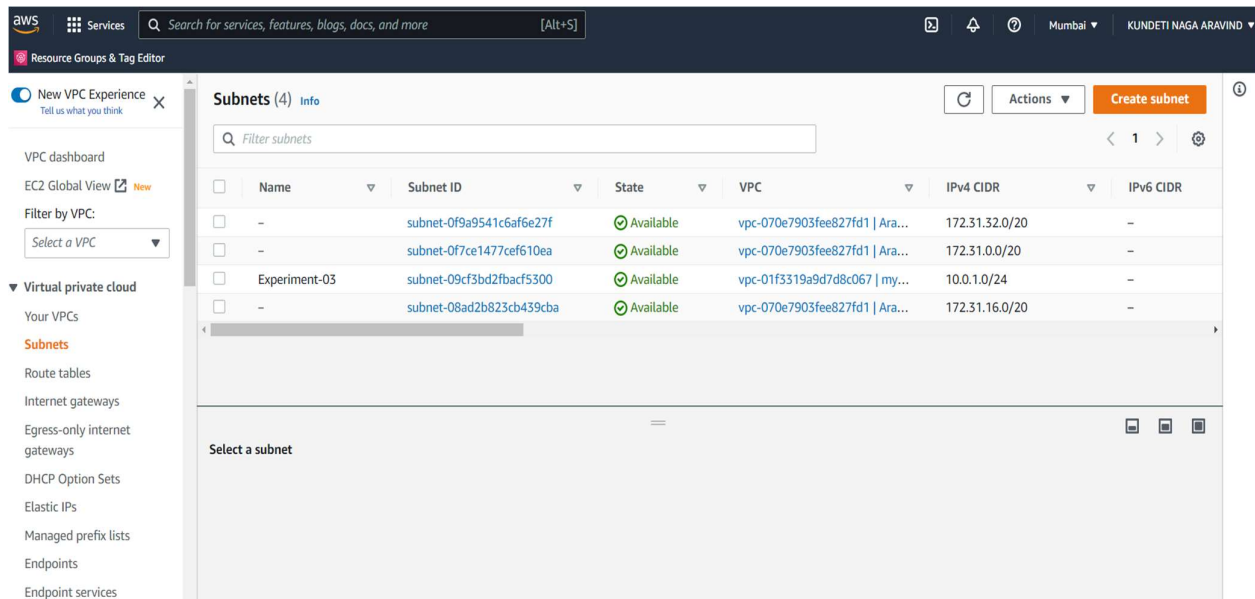 aws Services Search for services, features, blogs, docs, and more [Alt+S] Mumbai KUNDETI NAGA ARAVIND
Resource Groups & Tag Editor
New VPC Experience
Tell us what you think
VPC dashboard
EC2 Global View New
Filter by VPC:
Select a VPC
Virtual private cloud
Your VPCs
Subnets
Route tables
Internet gateways
Egress-only internet
gateways
DHCP Option Sets
Elastic IPs
Managed prefix lists
Endpoints
Endpoint services
Subnets (4) Info Actions Create subnet
Filter subnets 1
Name Subnet ID State VPC IPv4 CIDR IPv6 CIDR
– subnet-0f9a9541c6af6e27f Available vpc-070e7903fee827fd1 | Ara... 172.31.32.0/20 –
– subnet-0f7ce1477cef610ea Available vpc-070e7903fee827fd1 | Ara... 172.31.0.0/20 –
Experiment-03 subnet-09cf3bd2fbacf5300 Available vpc-01f3319a9d7d8c067 | my... 10.0.1.0/24 –
– subnet-08ad2b823cb439cba Available vpc-070e7903fee827fd1 | Ara... 172.31.16.0/20 –
Select a subnet